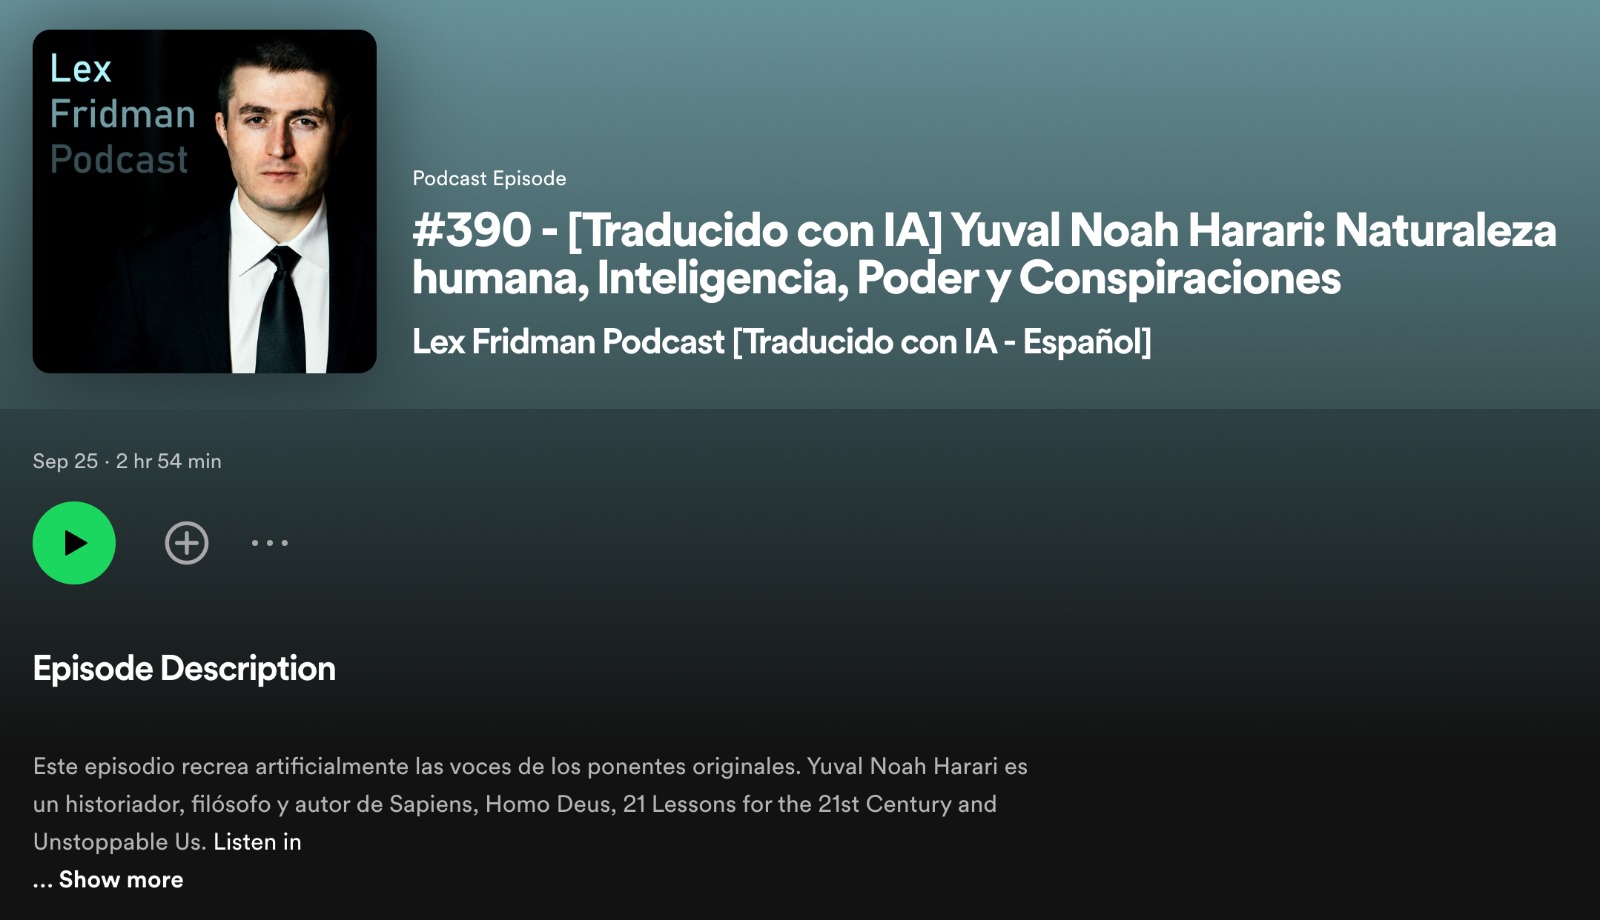 Lex
Fridman
Podcast
Podcast Episode
#390 - [Traducido con IA] Yuval Noah Harari: Naturaleza
humana, Inteligencia, Poder y Conspiraciones
Lex Fridman Podcast [Traducido con IA - Español]
Sep 25 · 2 hr 54 min
Episode Description
Este episodio recrea artificialmente las voces de los ponentes originales. Yuval Noah Harari es
un historiador, filósofo y autor de Sapiens, Homo Deus, 21 Lessons for the 21st Century and
Unstoppable Us. Listen in
... Show more